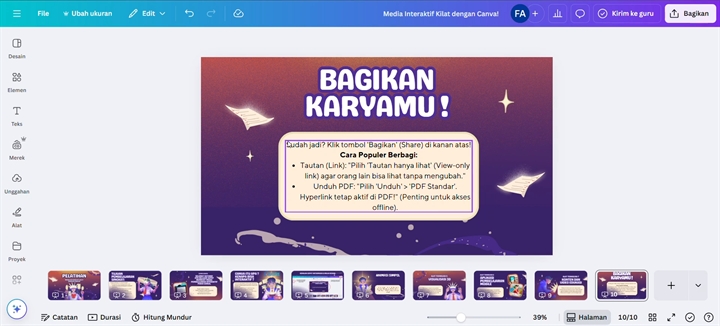 File
Ubah ukuran
Edit
Media Interaktif Kilat dengan Canva!
FA
Kirim ke guru
Bagikan
Desain
Elemen
Teks
Merek
Unggahan
Alat
Proyek
BAGIKAN
KARYAMU !
Sudah jadi? Klik tombol 'Bagikan' (Share) di kanan atas!
Cara Populer Berbagi:
• Tautan (Link): "Pilih 'Tautan hanya lihat' (View-only
link) agar orang lain bisa lihat tanpa mengubah."
• Unduh PDF: "Pilih 'Unduh' > 'PDF Standar'.
Hyperlink tetap aktif di PDF!" (Penting untuk akses
offline).
PELATIHAN
1
2
3
4
5
6
7
8
9
BAGIKAN
KARYAMU !
10
Catatan
Durasi
Hitung Mundur
39%
Halaman
10/10